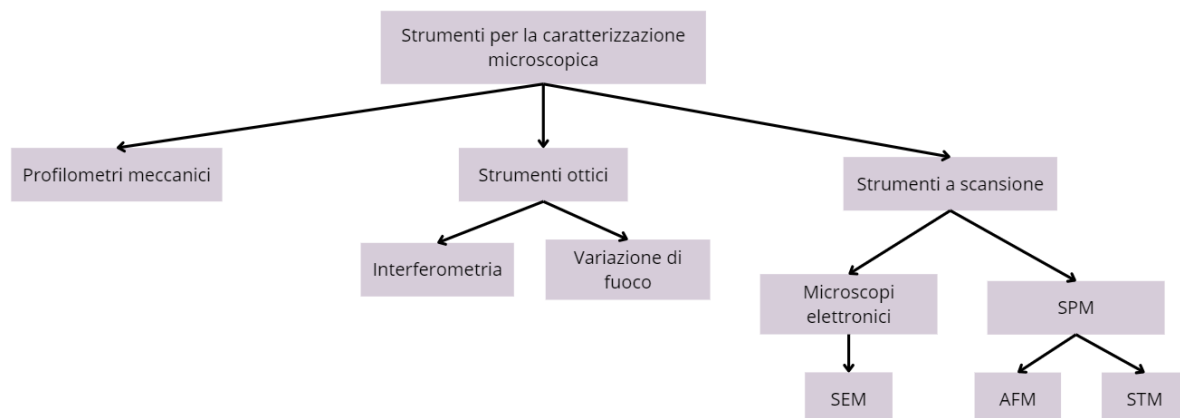 Strumenti per la caratterizzazione
microscopica
Profilometri meccanici
Strumenti ottici
Strumenti a scansione
Interferometria
Variazione di
fuoco
Microscopi
elettronici
SPM
SEM
AFM
STM